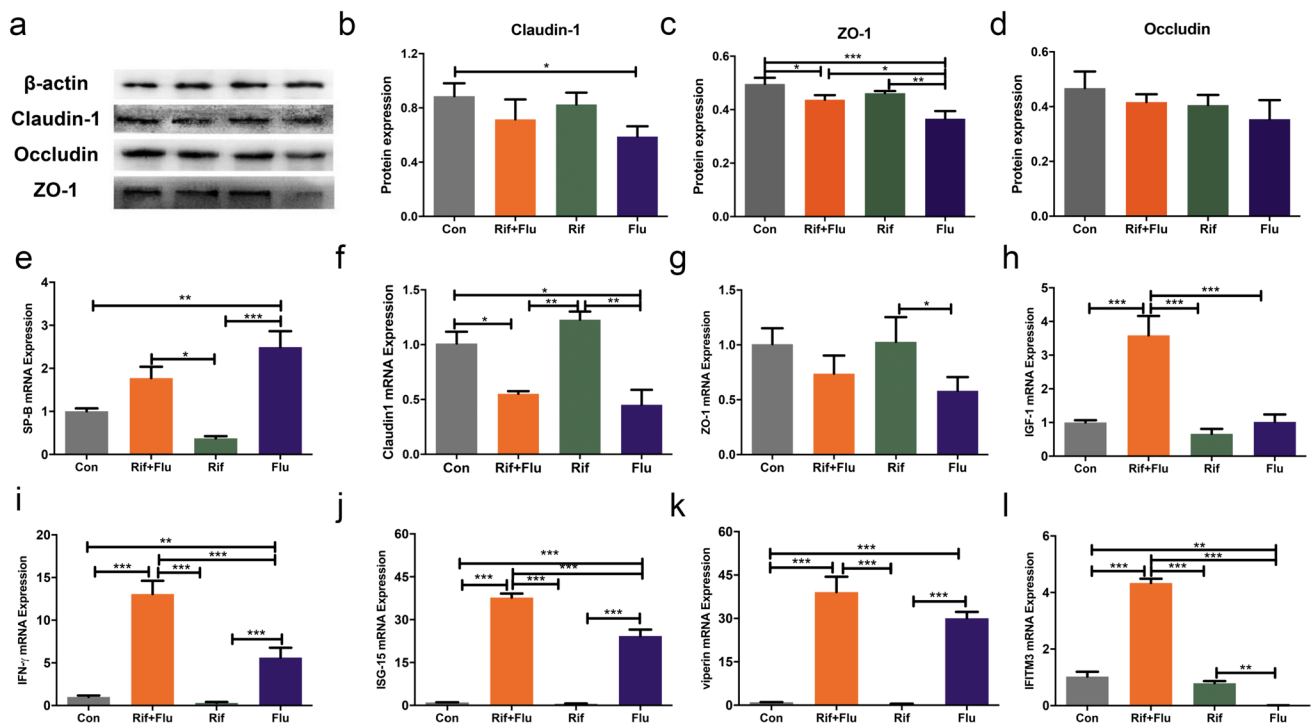 a
β-actin
Claudin-1
Occludin
ZO-1
b
Claudin-1
Protein expression
1.2
0.9
0.6
0.3
0.0
*
Con Rif+Flu Rif Flu
c
ZO-1
Protein expression
0.6
0.4
0.2
0.0
***
* *
**
Con Rif+Flu Rif Flu
d
Occludin
Protein expression
0.6
0.4
0.2
0.0
Con Rif+Flu Rif Flu
e
SP-B mRNA Expression
4
3
2
1
0
**
***
*
Con Rif+Flu Rif Flu
f
Claudin1 mRNA Expression
1.5
1.0
0.5
0.0
*
** **
*
Con Rif+Flu Rif Flu
g
ZO-1 mRNA Expression
1.5
1.0
0.5
0.0
*
Con Rif+Flu Rif Flu
h
IGF-1 mRNA Expression
5
4
3
2
1
0
***
*** ***
Con Rif+Flu Rif Flu
i
IFN-γ mRNA Expression
20
15
10
5
0
**
***
*** ***
***
Con Rif+Flu Rif Flu
j
ISG-15 mRNA Expression
60
45
30
15
0
***
***
*** ***
***
Con Rif+Flu Rif Flu
k
viperin mRNA Expression
60
45
30
15
0
***
*** ***
***
Con Rif+Flu Rif Flu
l
IFITM3 mRNA Expression
6
4
2
0
**
***
*** ***
**
Con Rif+Flu Rif Flu